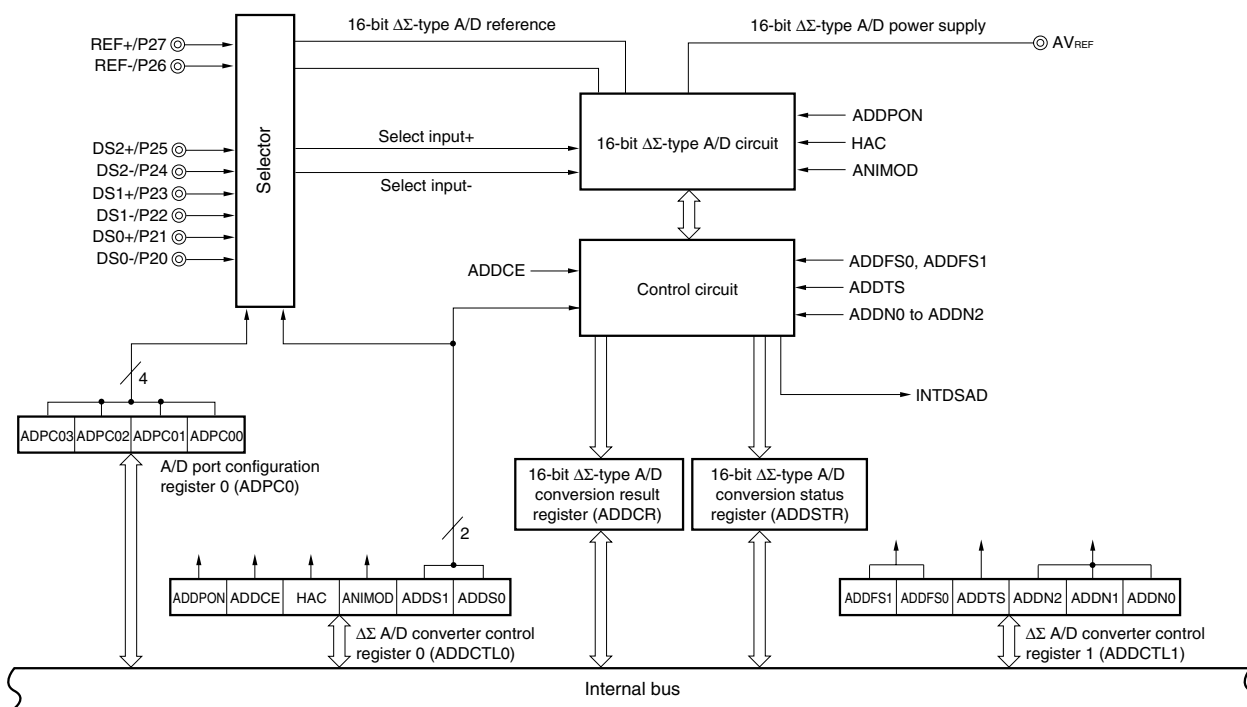 16-bit ΔΣ-type A/D reference
16-bit ΔΣ-type A/D power supply
REF+/P27
REF-/P26
AVREF
DS2+/P25
DS2-/P24
DS1+/P23
DS1-/P22
DS0+/P21
DS0-/P20
Selector
Select input+
Select input-
16-bit ΔΣ-type A/D circuit
ADDPON
HAC
ANIMOD
ADDCE
Control circuit
ADDFS0, ADDFS1
ADDTS
ADDN0 to ADDN2
4
INTDSAD
ADPC03 ADPC02 ADPC01 ADPC00
A/D port configuration
register 0 (ADPC0)
16-bit ΔΣ-type A/D
conversion result
register (ADDCR)
16-bit ΔΣ-type A/D
conversion status
register (ADDSTR)
2
ADDPON ADDCE HAC ANIMOD ADDS1 ADDS0
ΔΣ A/D converter control
register 0 (ADDCTL0)
ADDFS1 ADDFS0 ADDTS ADDN2 ADDN1 ADDN0
ΔΣ A/D converter control
register 1 (ADDCTL1)
Internal bus